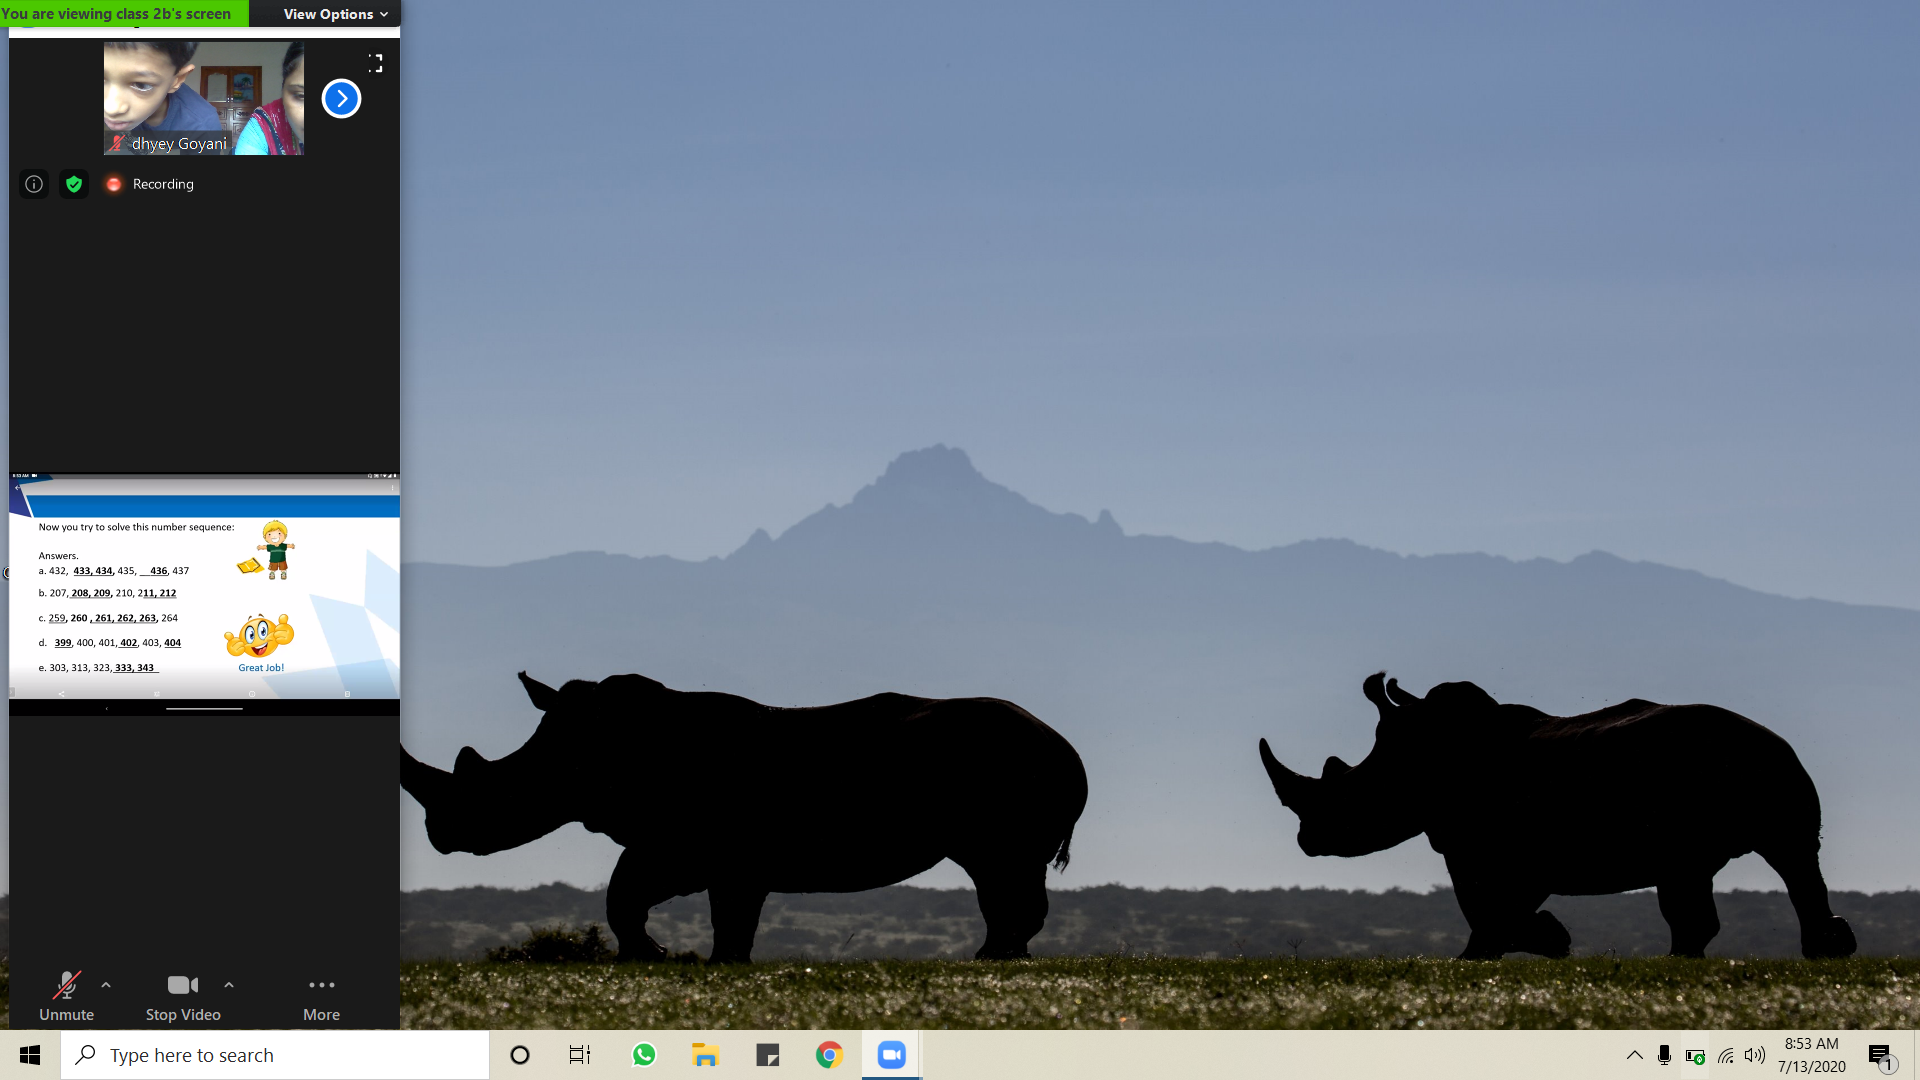 You are viewing class 2b's screen
View Options
dhyey Goyani
Recording
Now you try to solve this number sequence:
Answers.
a. 432, 433, 434, 435, __436, 437
b. 207, 208, 209, 210, 211, 212
c. 259, 260 , 261, 262, 263, 264
d. 399, 400, 401, 402, 403, 404
e. 303, 313, 323, 333, 343_
Great Job!
Unmute
Stop Video
More
Type here to search
8:53 AM
7/13/2020
1